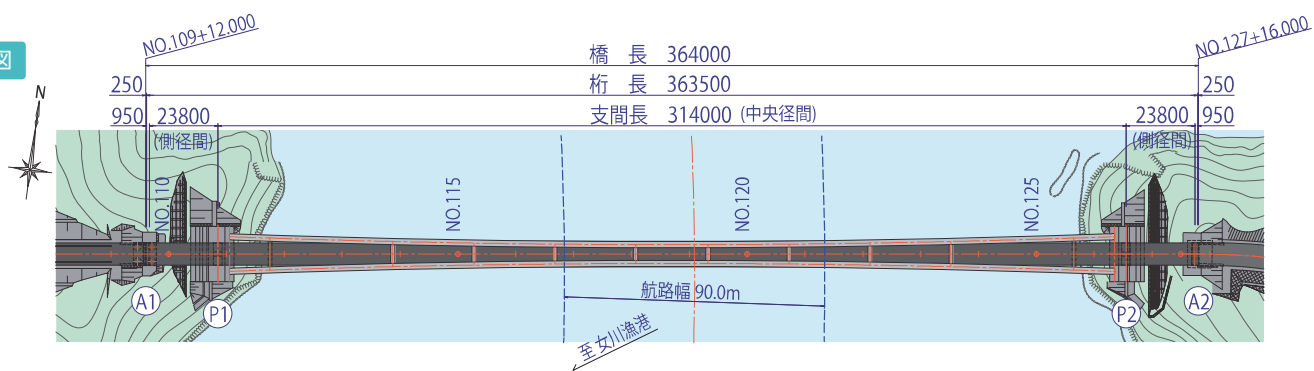 図
N
NO.109+12.000
NO.127+16.000
橋 長 364000
250 桁 長 363500 250
950 23800 支間長 314000 (中央径間) 23800 950
(側径間) (側径間)
NO.110 NO.115 NO.120 NO.125
航路幅 90.0m
A1 P1 P2 A2
至 女川漁港